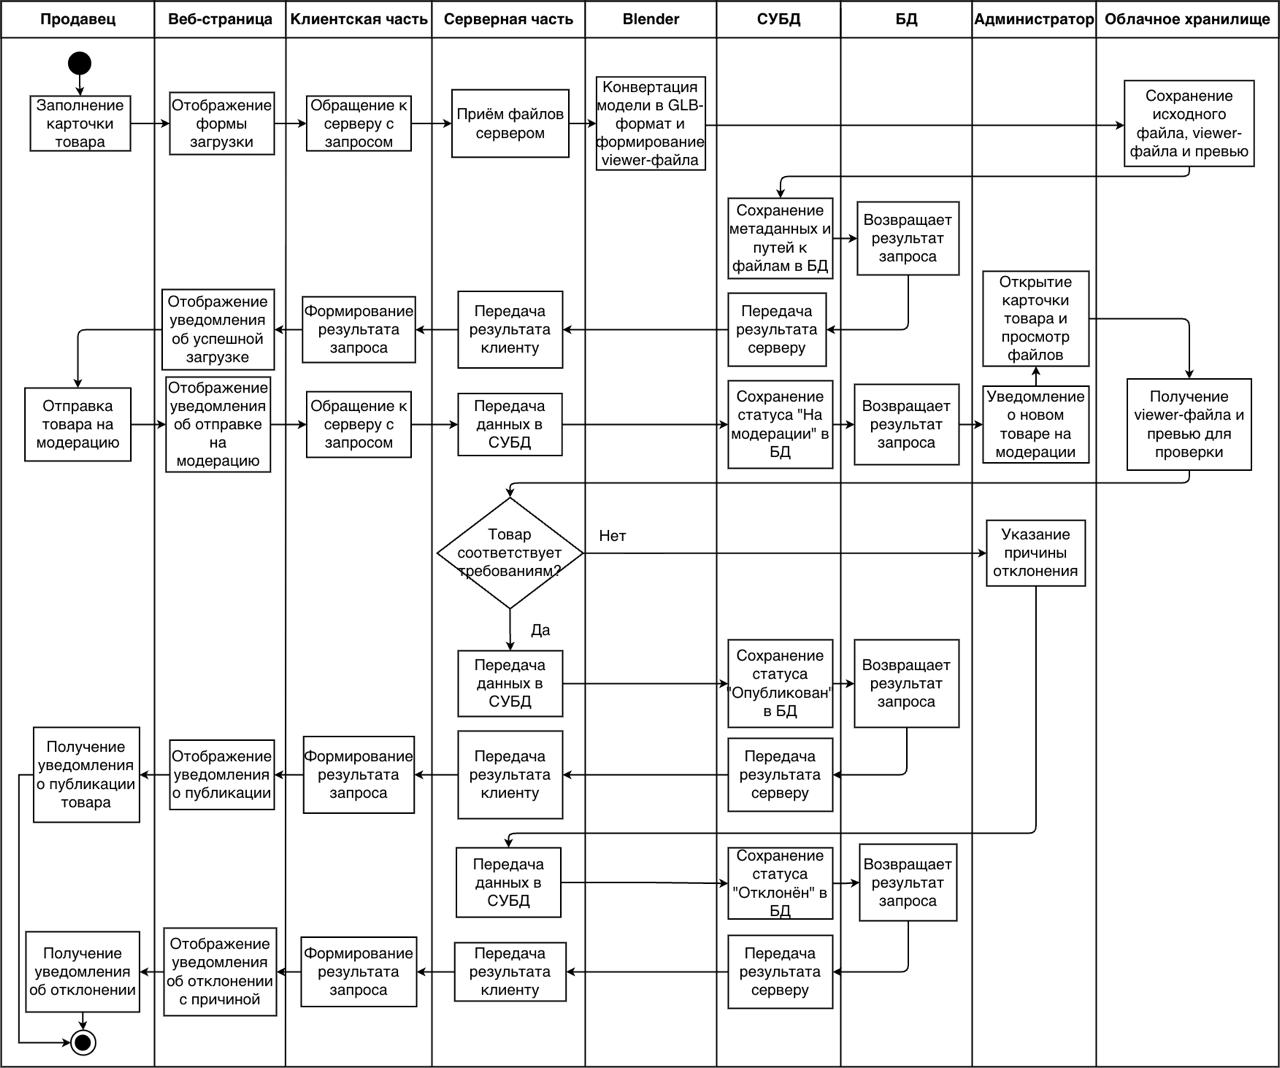 Продавец
Веб-страница
Клиентская часть
Серверная часть
Blender
СУБД
БД
Администратор
Облачное хранилище
Заполнение
карточки
товара
Отображение
формы
загрузки
Обращение к
серверу с
запросом
Приём файлов
сервером
Конвертация
модели в GLB-
формат и
формирование
viewer-файла
Сохранение
исходного
файла, viewer-
файла и превью
Сохранение
метаданных и
путей к
файлам в БД
Возвращает
результат
запроса
Отображение
уведомления
об успешной
загрузке
Формирование
результата
запроса
Передача
результата
клиенту
Передача
результата
серверу
Открытие
карточки
товара и
просмотр
файлов
Отправка
товара на
модерацию
Отображение
уведомления
об отправке
на
модерацию
Обращение к
серверу с
запросом
Передача
данных в
СУБД
Сохранение
статуса "На
модерации" в
БД
Возвращает
результат
запроса
Уведомление
о новом
товаре на
модерации
Получение
viewer-файла и
превью для
проверки
Товар
соответствует
требованиям?
Нет
Указание
причины
отклонения
Да
Передача
данных в
СУБД
Сохранение
статуса
"Опубликован"
в БД
Возвращает
результат
запроса
Получение
уведомления
о публикации
товара
Отображение
уведомления
о публикации
Формирование
результата
запроса
Передача
результата
клиенту
Передача
результата
серверу
Передача
данных в
СУБД
Сохранение
статуса
"Отклонён" в
БД
Возвращает
результат
запроса
Получение
уведомления
об отклонении
Отображение
уведомления
об отклонении
с причиной
Формирование
результата
запроса
Передача
результата
клиенту
Передача
результата
серверу